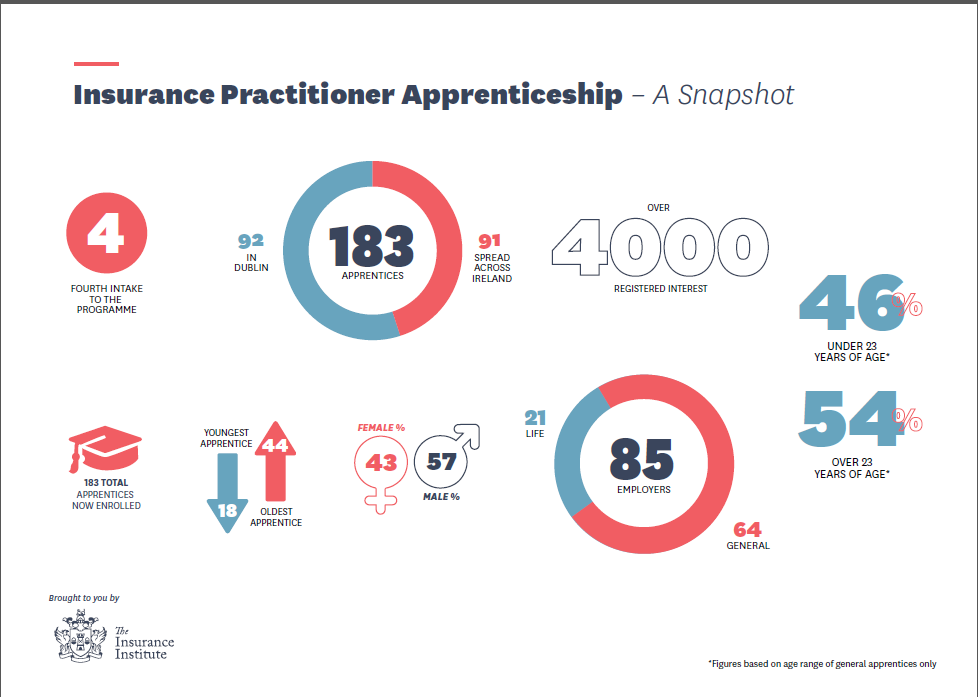 Insurance Practitioner Apprenticeship – A Snapshot
4
FOURTH INTAKE
TO THE
PROGRAMME
92
IN
DUBLIN
183
APPRENTICES
91
SPREAD
ACROSS
IRELAND
OVER
4000
REGISTERED INTEREST
46%
UNDER 23
YEARS OF AGE*
54%
OVER 23
YEARS OF AGE*
183 TOTAL
APPRENTICES
NOW ENROLLED
YOUNGEST
APPRENTICE
18
44
OLDEST
APPRENTICE
FEMALE %
43
57
MALE %
21
LIFE
85
EMPLOYERS
64
GENERAL
Brought to you by
The
Insurance
Institute
*Figures based on age range of general apprentices only